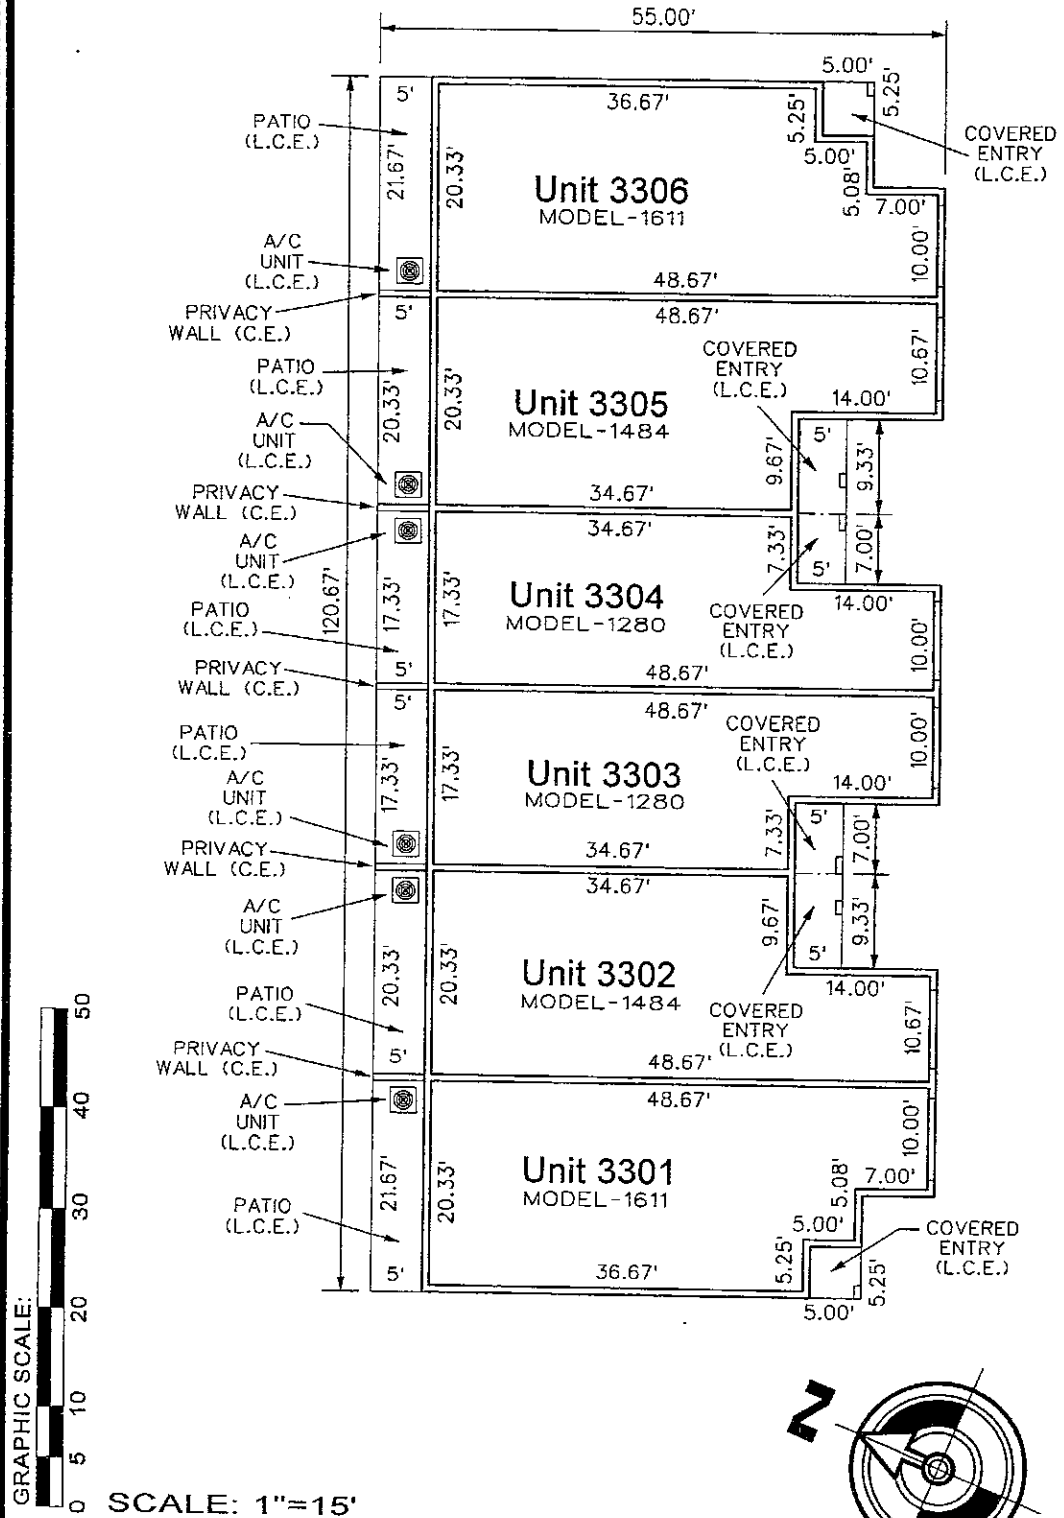 55.00'
5.00'
5'
36.67'
5.25'
5.25'
PATIO
(L.C.E.)
COVERED
ENTRY
(L.C.E.)
21.67'
20.33'
5.00'
5.08'
7.00'
Unit 3306
MODEL-1611
A/C
UNIT
(L.C.E.)
10.00'
48.67'
PRIVACY
WALL (C.E.)
5'
48.67'
COVERED
ENTRY
(L.C.E.)
10.67'
PATIO
(L.C.E.)
20.33'
20.33'
Unit 3305
MODEL-1484
14.00'
A/C
UNIT
(L.C.E.)
5'
9.67'
9.33'
34.67'
PRIVACY
WALL (C.E.)
A/C
UNIT
(L.C.E.)
34.67'
7.33'
7.00'
5'
120.67'
17.33'
17.33'
Unit 3304
MODEL-1280
14.00'
PATIO
(L.C.E.)
COVERED
ENTRY
(L.C.E.)
10.00'
5'
48.67'
PRIVACY
WALL (C.E.)
5'
48.67'
COVERED
ENTRY
(L.C.E.)
10.00'
PATIO
(L.C.E.)
17.33'
17.33'
Unit 3303
MODEL-1280
14.00'
A/C
UNIT
(L.C.E.)
5'
7.33'
7.00'
34.67'
PRIVACY
WALL (C.E.)
34.67'
A/C
UNIT
(L.C.E.)
9.67'
9.33'
5'
20.33'
20.33'
Unit 3302
MODEL-1484
14.00'
PATIO
(L.C.E.)
COVERED
ENTRY
(L.C.E.)
10.67'
5'
48.67'
PRIVACY
WALL (C.E.)
48.67'
A/C
UNIT
(L.C.E.)
10.00'
21.67'
20.33'
Unit 3301
MODEL-1611
5.08'
7.00'
PATIO
(L.C.E.)
5.00'
COVERED
ENTRY
(L.C.E.)
5'
36.67'
5.25'
5.25'
5.00'
GRAPHIC SCALE:
0
5
10
20
30
40
50
SCALE: 1"=15'
N